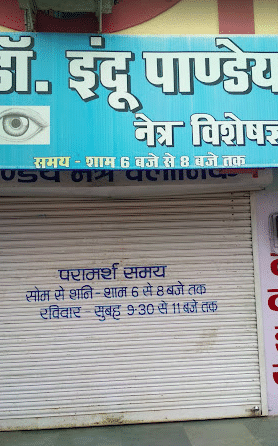 डॉ. इंदू पाण्डेय
नेत्र विशेषज्ञ
समय - शाम 6 बजे से 8 बजे तक
परामर्श समय
सोम से शनि - शाम 6 से 8 बजे तक
रविवार - सुबह 9:30 से 11 बजे तक